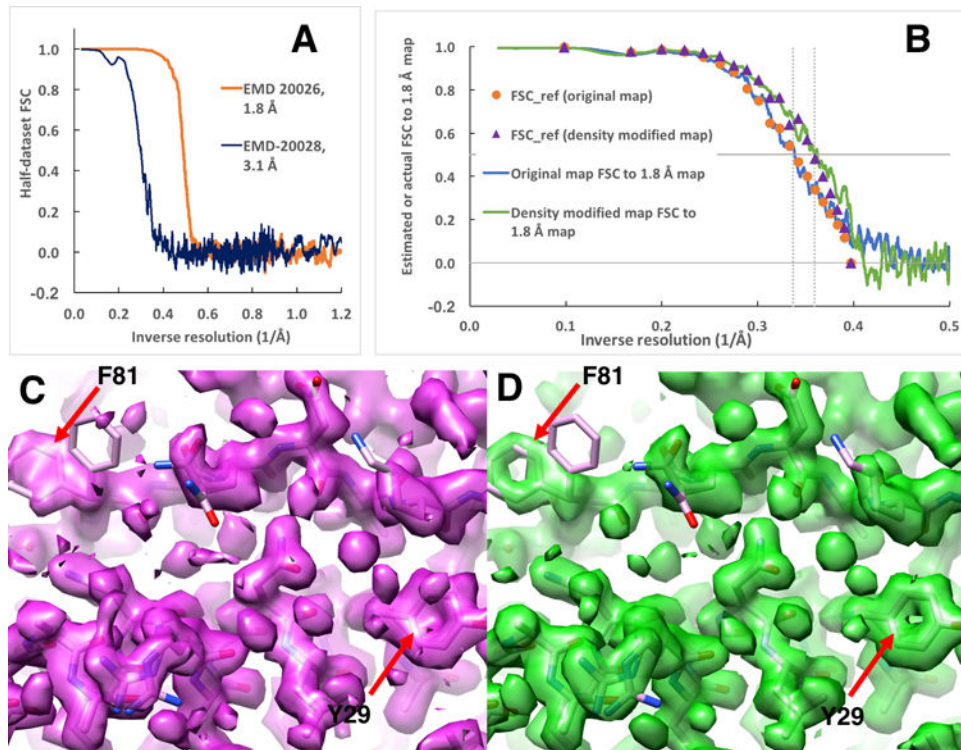 A
Half-dataset FSC
1.0
0.8
0.6
0.4
0.2
0.0
-0.2
EMD 20026,
1.8 Å
EMD-20028,
3.1 Å
0.0 0.2 0.4 0.6 0.8 1.0 1.2
Inverse resolution (1/Å)
B
Estimated or actual FSC to 1.8 Å map
1.0
0.8
0.6
0.4
0.2
0.0
-0.2
FSC_ref (original map)
FSC_ref (density modified map)
Original map FSC to 1.8 Å map
Density modified map FSC to
1.8 Å map
0.0 0.1 0.2 0.3 0.4 0.5
Inverse resolution (1/Å)
C
F81
Y29
D
F81
Y29